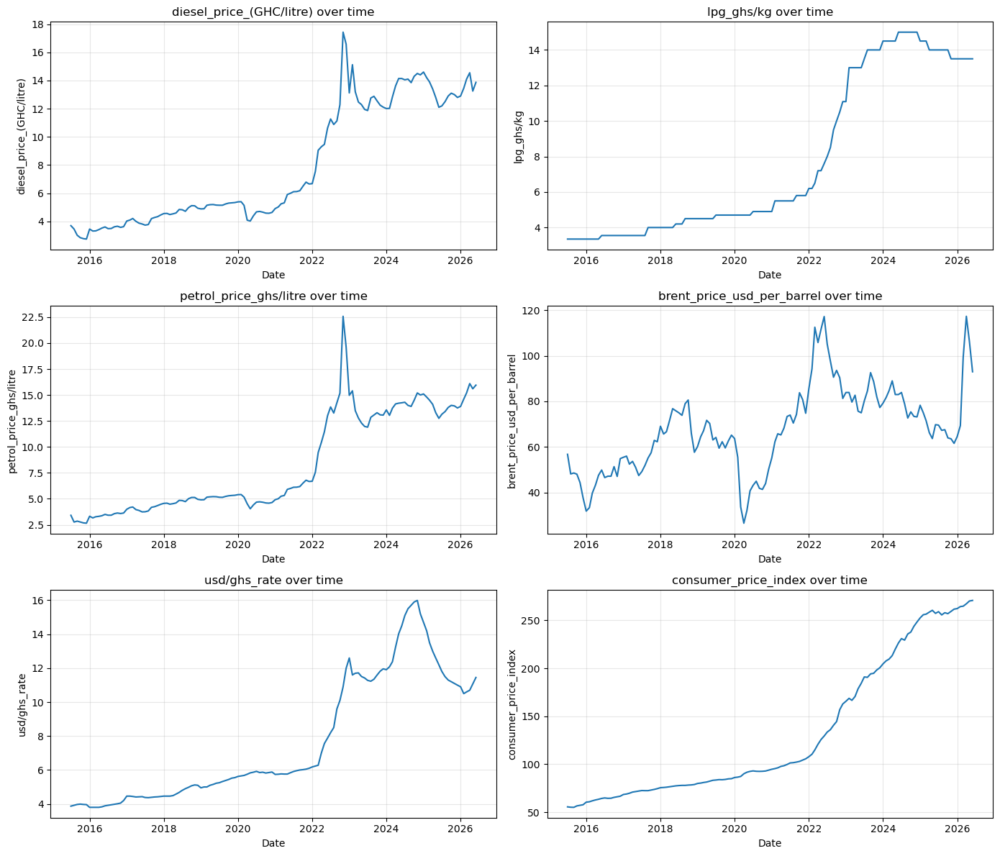 diesel_price_(GHC/litre) over time
diesel_price_(GHC/litre)
18
16
14
12
10
8
6
4
2016 2018 2020 2022 2024 2026
Date
lpg_ghs/kg over time
lpg_ghs/kg
14
12
10
8
6
4
2016 2018 2020 2022 2024 2026
Date
petrol_price_ghs/litre over time
petrol_price_ghs/litre
22.5
20.0
17.5
15.0
12.5
10.0
7.5
5.0
2.5
2016 2018 2020 2022 2024 2026
Date
brent_price_usd_per_barrel over time
brent_price_usd_per_barrel
120
100
80
60
40
2016 2018 2020 2022 2024 2026
Date
usd/ghs_rate over time
usd/ghs_rate
16
14
12
10
8
6
4
2016 2018 2020 2022 2024 2026
Date
consumer_price_index over time
consumer_price_index
250
200
150
100
50
2016 2018 2020 2022 2024 2026
Date